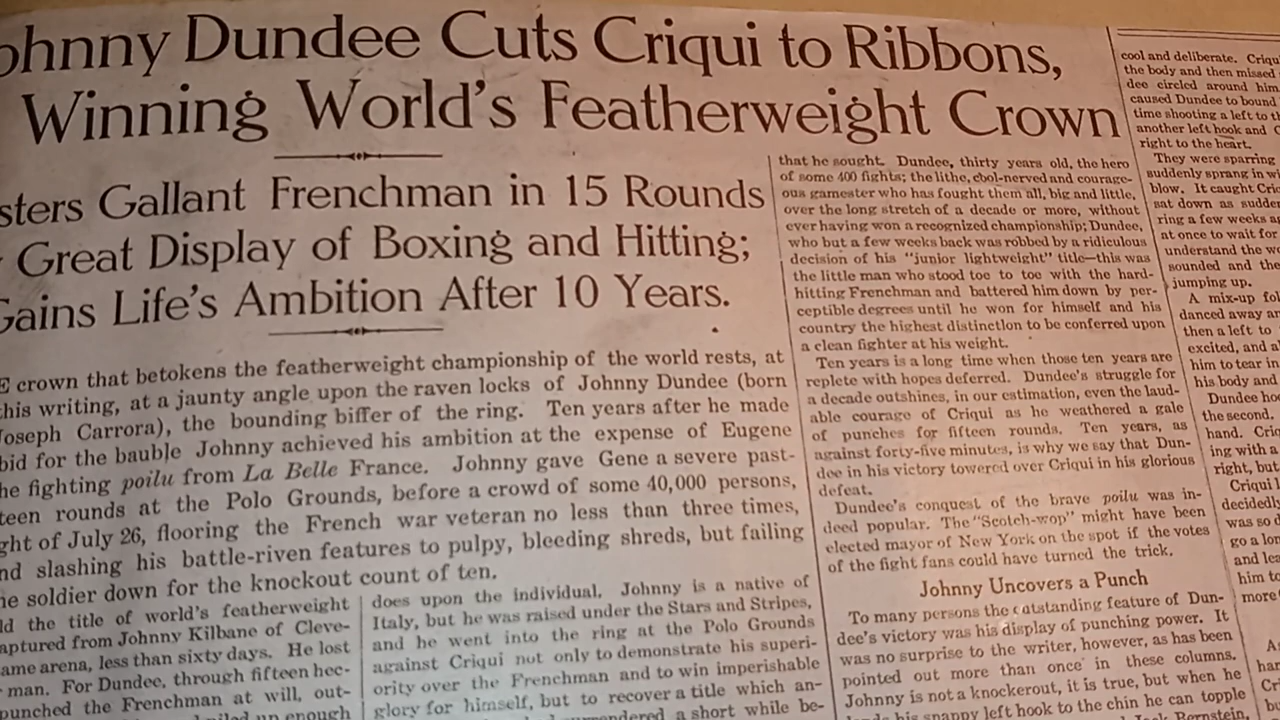 ohnny Dundee Cuts Criqui to Ribbons,
Winning World's Featherweight Crown
sters Gallant Frenchman in 15 Rounds
Great Display of Boxing and Hitting;
Gains Life's Ambition After 10 Years.
E crown that betokens the featherweight championship of the world rests, at
his writing, at a jaunty angle upon the raven locks of Johnny Dundee (born
Joseph Carrora), the bounding biffer of the ring. Ten years after he made
bid for the bauble Johnny achieved his ambition at the expense of Eugene
he fighting poilu from La Belle France. Johnny gave Gene a severe past-
teen rounds at the Polo Grounds, before a crowd of some 40,000 persons,
ght of July 26, flooring the French war veteran no less than three times,
nd slashing his battle-riven features to pulpy, bleeding shreds, but failing
he soldier down for the knockout count of ten.
ld the title of world's featherweight
aptured from Johnny Kilbane of Cleve-
ame arena, less than sixty days. He lost
man. For Dundee, through fifteen hec-
punched the Frenchman at will, out-
up enough
does upon the individual. Johnny is a native of
Italy, but he was raised under the Stars and Stripes,
and he went into the ring at the Polo Grounds
against Criqui not only to demonstrate his superi-
ority over the Frenchman and to win imperishable
glory for himself, but to recover a title which an-
a short while be-
that he sought. Dundee, thirty years old, the hero
of some 400 fights; the lithe, cool-nerved and courage-
ous gamester who has fought them all, big and little,
over the long stretch of a decade or more, without
ever having won a recognized championship; Dundee,
who but a few weeks back was robbed by a ridiculous
decision of his "junior lightweight" title—this was
the little man who stood toe to toe with the hard-
hitting Frenchman and battered him down by per-
ceptible degrees until he won for himself and his
country the highest distinction to be conferred upon
a clean fighter at his weight.
Ten years is a long time when those ten years are
replete with hopes deferred. Dundee's struggle for
a decade outshines, in our estimation, even the laud-
able courage of Criqui as he weathered a gale
of punches for fifteen rounds. Ten years, as
against forty-five minutes, is why we say that Dun-
dee in his victory towered over Criqui in his glorious
defeat.
Dundee's conquest of the brave poilu was in-
deed popular. The "Scotch-wop" might have been
elected mayor of New York on the spot if the votes
of the fight fans could have turned the trick.
Johnny Uncovers a Punch
To many persons the outstanding feature of Dun-
dee's victory was his display of punching power. It
was no surprise to the writer, however, as has been
pointed out more than once in these columns.
Johnny is not a knockerout, it is true, but when he
his snappy left hook to the chin he can topple
Bernstein,
cool and deliberate. Criqu
the body and then missed
dee circled around him
caused Dundee to bound
time shooting a left to th
another left hook and
right to the heart.
They were sparring
suddenly sprang in wi
blow. It caught Cri
sat down as sudden
ring a few weeks a
at once to wait for
understand the w
sounded and the
jumping up.
A mix-up fol
danced away an
then a left to
excited, and a
him to tear in
his body and
Dundee hoo
the second.
hand. Criq
ing with a
right, but
Criqui l
decidedly
was so
go a lon
and lea
him to
more